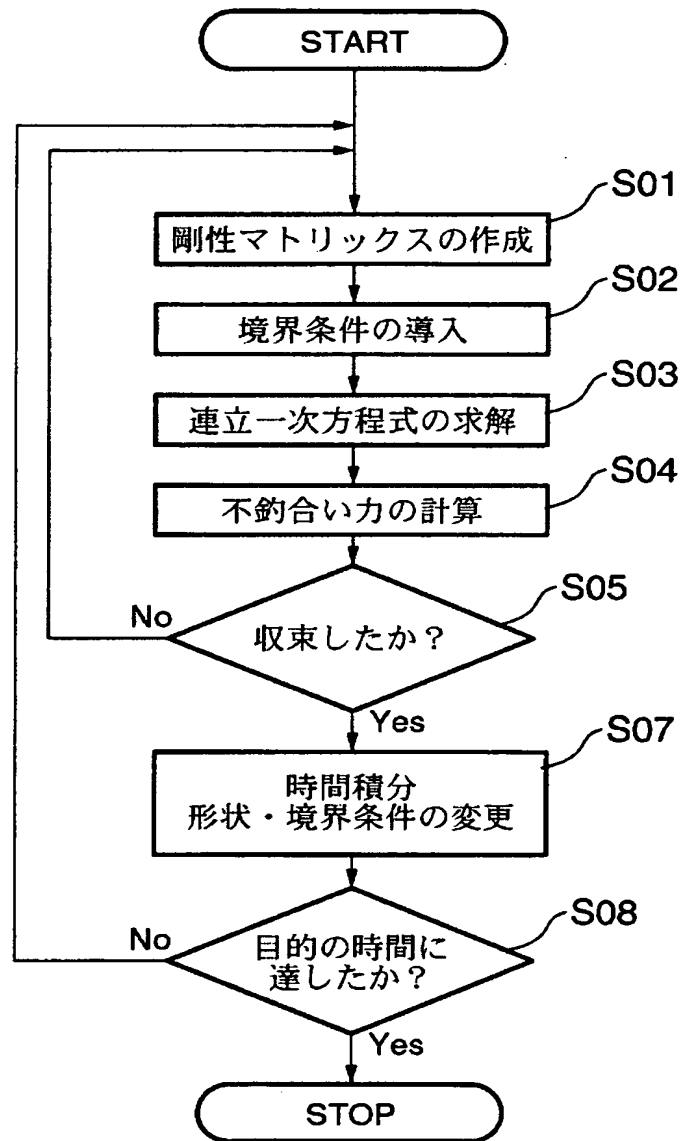 START
S01
剛性マトリックスの作成
S02
境界条件の導入
S03
連立一次方程式の求解
S04
不釣合い力の計算
S05
No
収束したか？
Yes
S07
時間積分
形状・境界条件の変更
S08
No
目的の時間に
達したか？
Yes
STOP